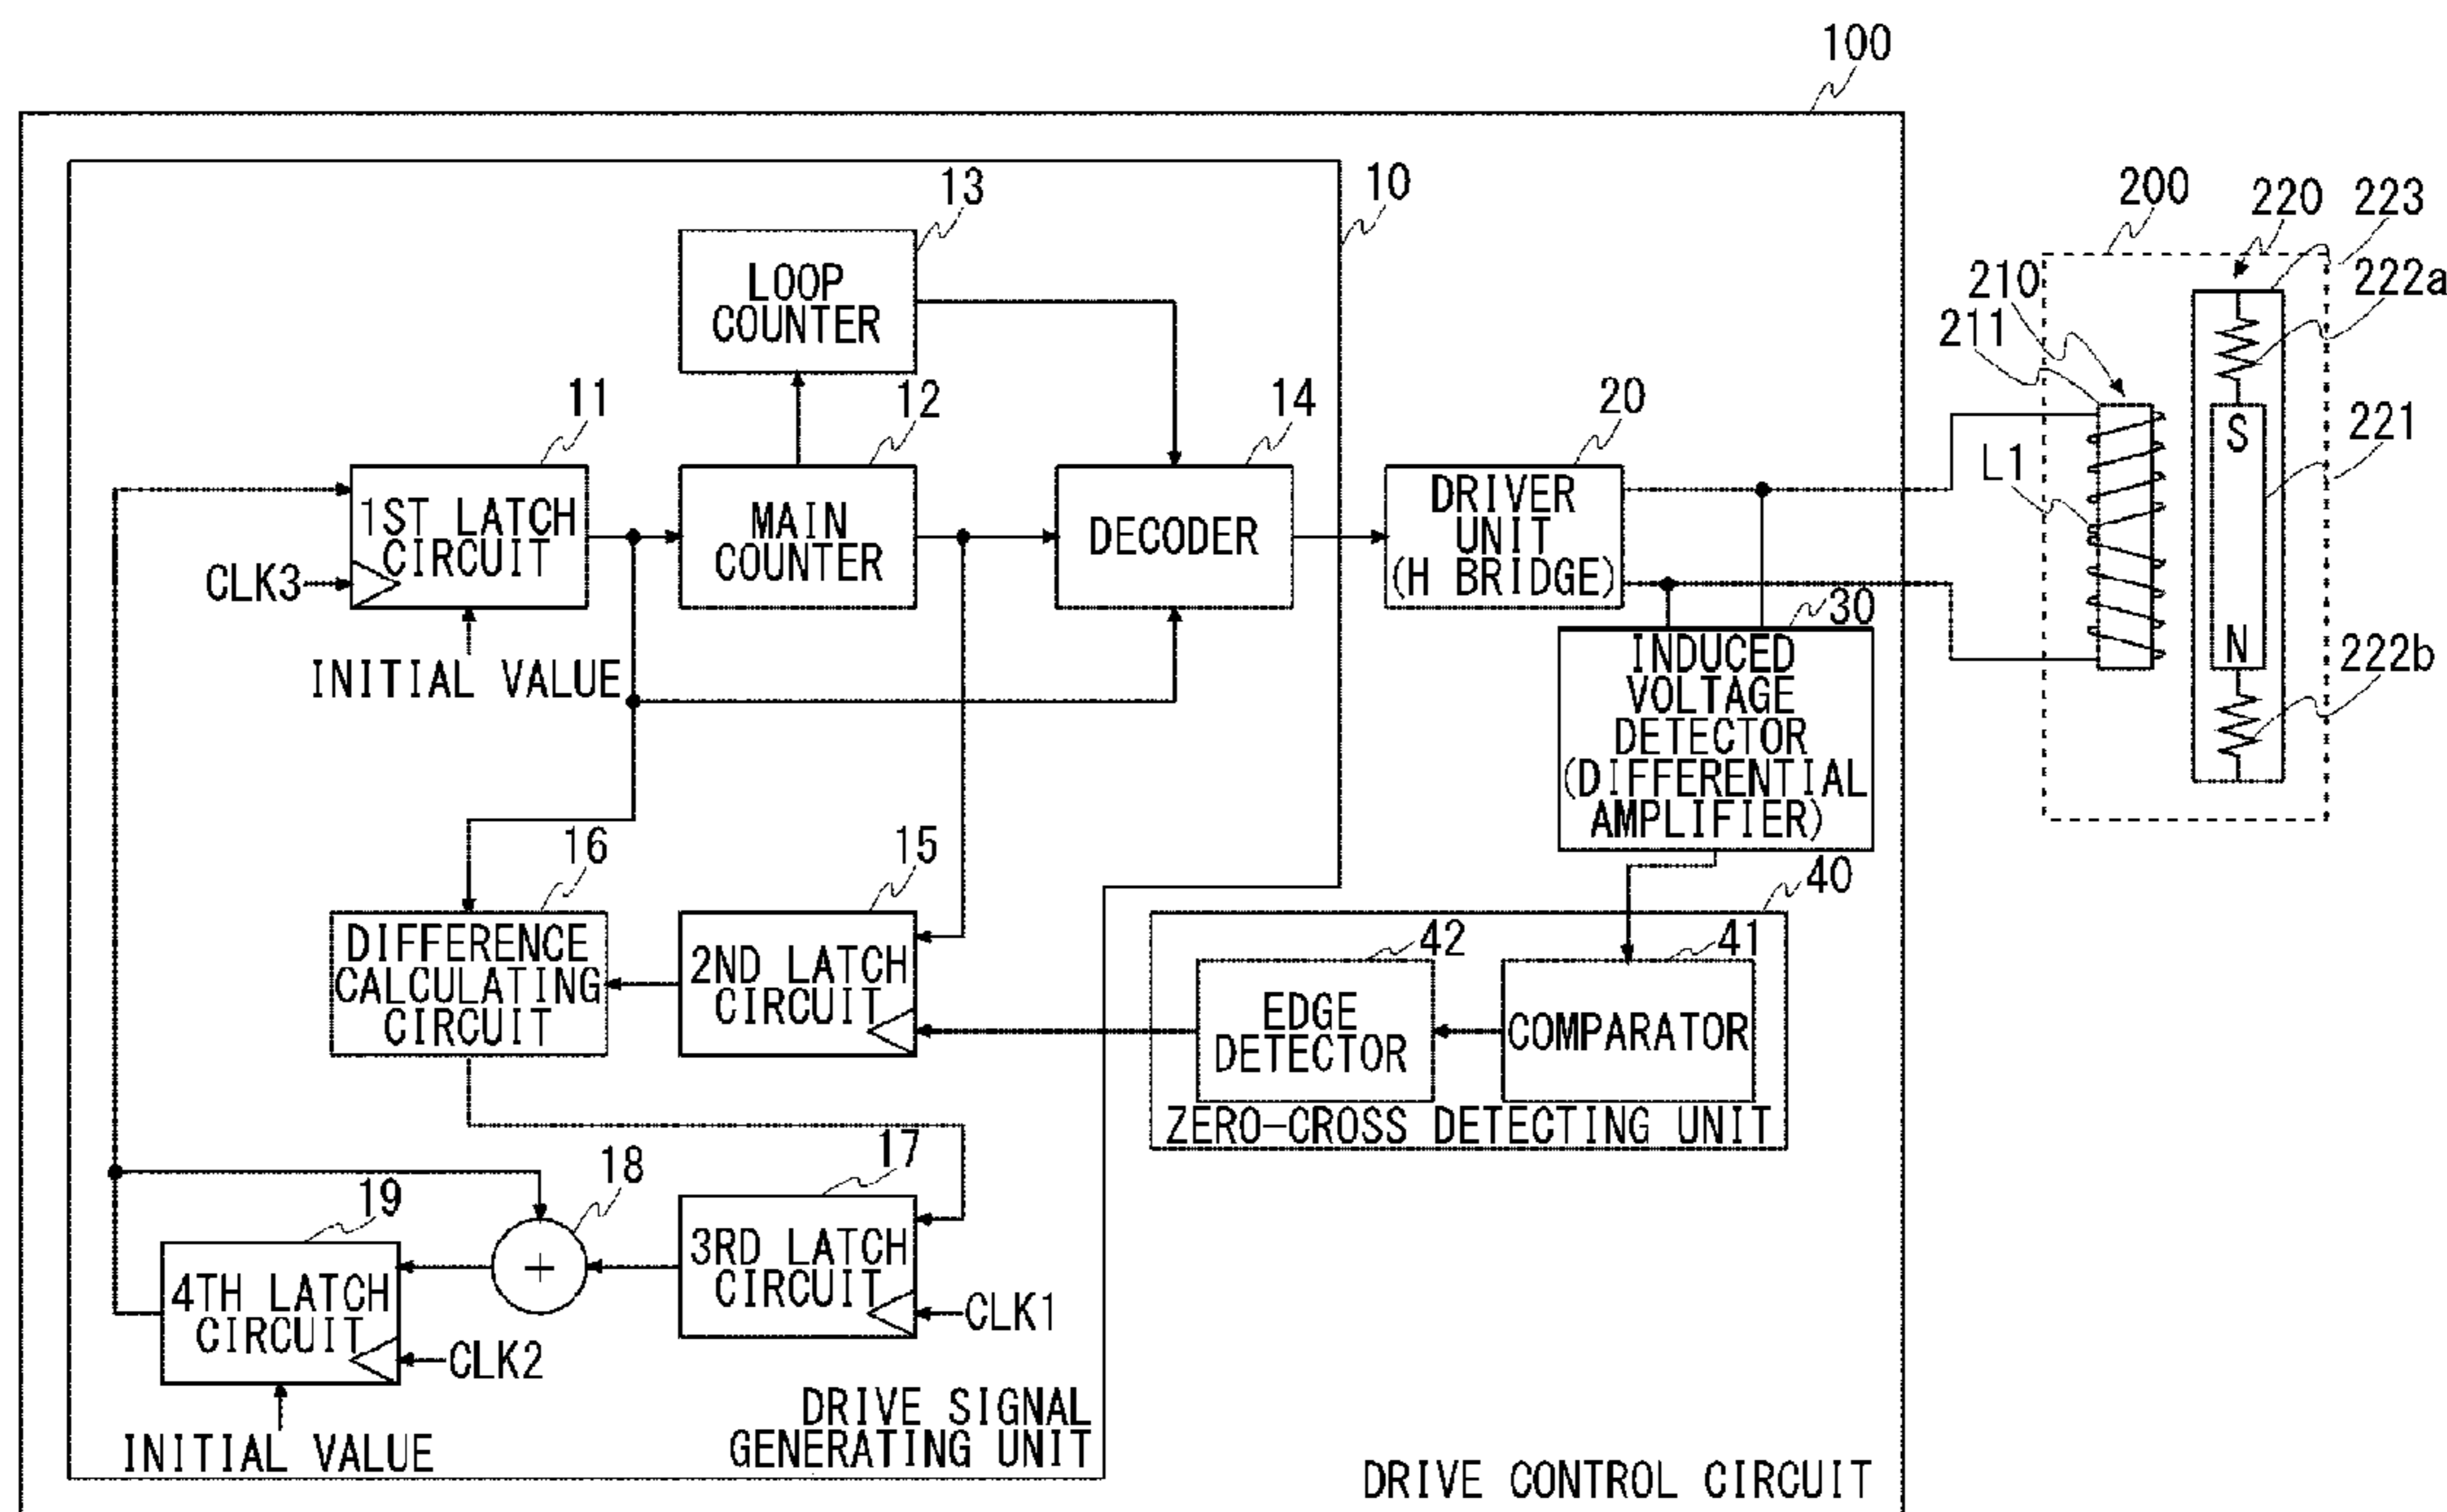 100
13
10
200
220
223
LOOP
COUNTER
210
222a
211
11
12
14
20
S
221
L1
1ST LATCH
CIRCUIT
CLK3
INITIAL VALUE
MAIN
COUNTER
DECODER
DRIVER
UNIT
(H BRIDGE)
30
N
222b
INDUCED
VOLTAGE
DETECTOR
(DIFFERENTIAL
AMPLIFIER)
16
15
40
DIFFERENCE
CALCULATING
CIRCUIT
2ND LATCH
CIRCUIT
42
41
EDGE
DETECTOR
COMPARATOR
ZERO-CROSS DETECTING UNIT
19
18
17
4TH LATCH
CIRCUIT
+
3RD LATCH
CIRCUIT
CLK1
CLK2
INITIAL VALUE
DRIVE SIGNAL
GENERATING UNIT
DRIVE CONTROL CIRCUIT